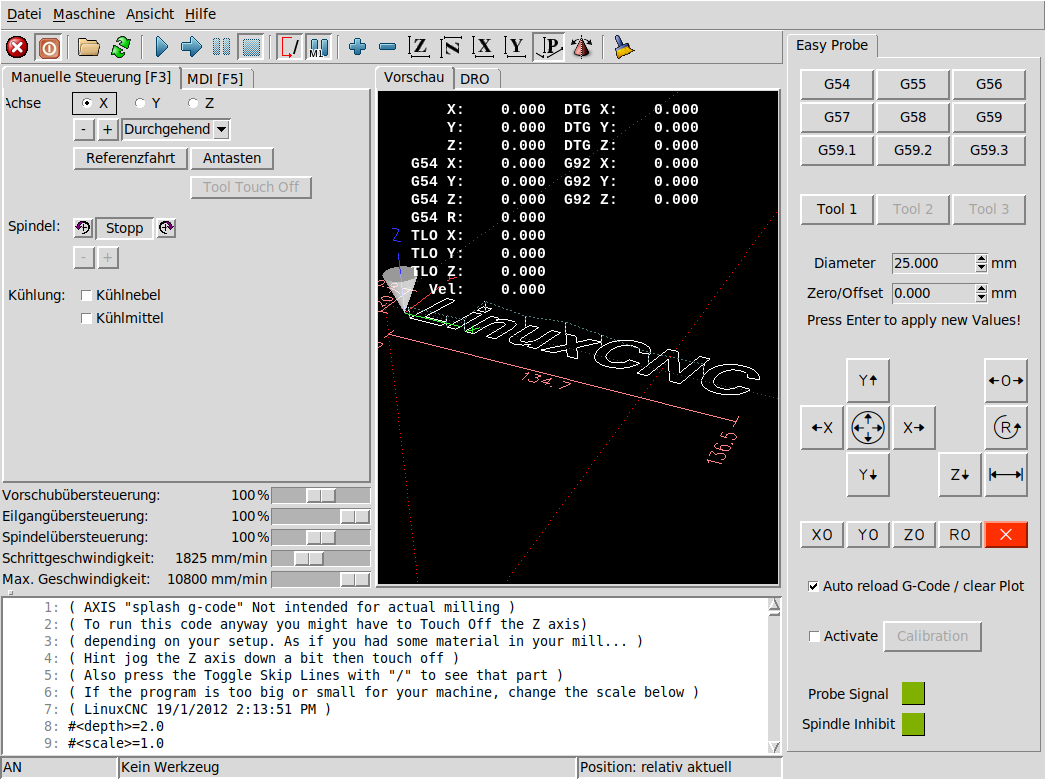 Datei Maschine Ansicht Hilfe
Manuelle Steuerung [F3] MDI [F5]
Achse X Y Z
- + Durchgehend
Referenzfahrt Antasten
Tool Touch Off
Spindel: Stopp
- +
Kühlung: Kühlnebel
Kühlmittel
Vorschubübersteuerung: 100 %
Eilgangübersteuerung: 100 %
Spindelübersteuerung: 100 %
Schrittgeschwindigkeit: 1825 mm/min
Max. Geschwindigkeit: 10800 mm/min
Vorschau DRO
X: 0.000 DTG X: 0.000
Y: 0.000 DTG Y: 0.000
Z: 0.000 DTG Z: 0.000
G54 X: 0.000 G92 X: 0.000
G54 Y: 0.000 G92 Y: 0.000
G54 Z: 0.000 G92 Z: 0.000
G54 R: 0.000
TLO X: 0.000
TLO Y: 0.000
TLO Z: 0.000
Vel: 0.000
Z
LinuxCNC
134.7
136.5
1: ( AXIS "splash g-code" Not intended for actual milling )
2: ( To run this code anyway you might have to Touch Off the Z axis)
3: ( depending on your setup. As if you had some material in your mill... )
4: ( Hint jog the Z axis down a bit then touch off )
5: ( Also press the Toggle Skip Lines with "/" to see that part )
6: ( If the program is too big or small for your machine, change the scale below )
7: ( LinuxCNC 19/1/2012 2:13:51 PM )
8: #<depth>=2.0
9: #<scale>=1.0
AN Kein Werkzeug Position: relativ aktuell
Easy Probe
G54 G55 G56
G57 G58 G59
G59.1 G59.2 G59.3
Tool 1 Tool 2 Tool 3
Diameter 25.000 mm
Zero/Offset 0.000 mm
Press Enter to apply new Values!
Y↑ ←O→
←X X→ R
Y↓ Z↓
X0 Y0 Z0 R0 X
Auto reload G-Code / clear Plot
Activate Calibration
Probe Signal
Spindle Inhibit